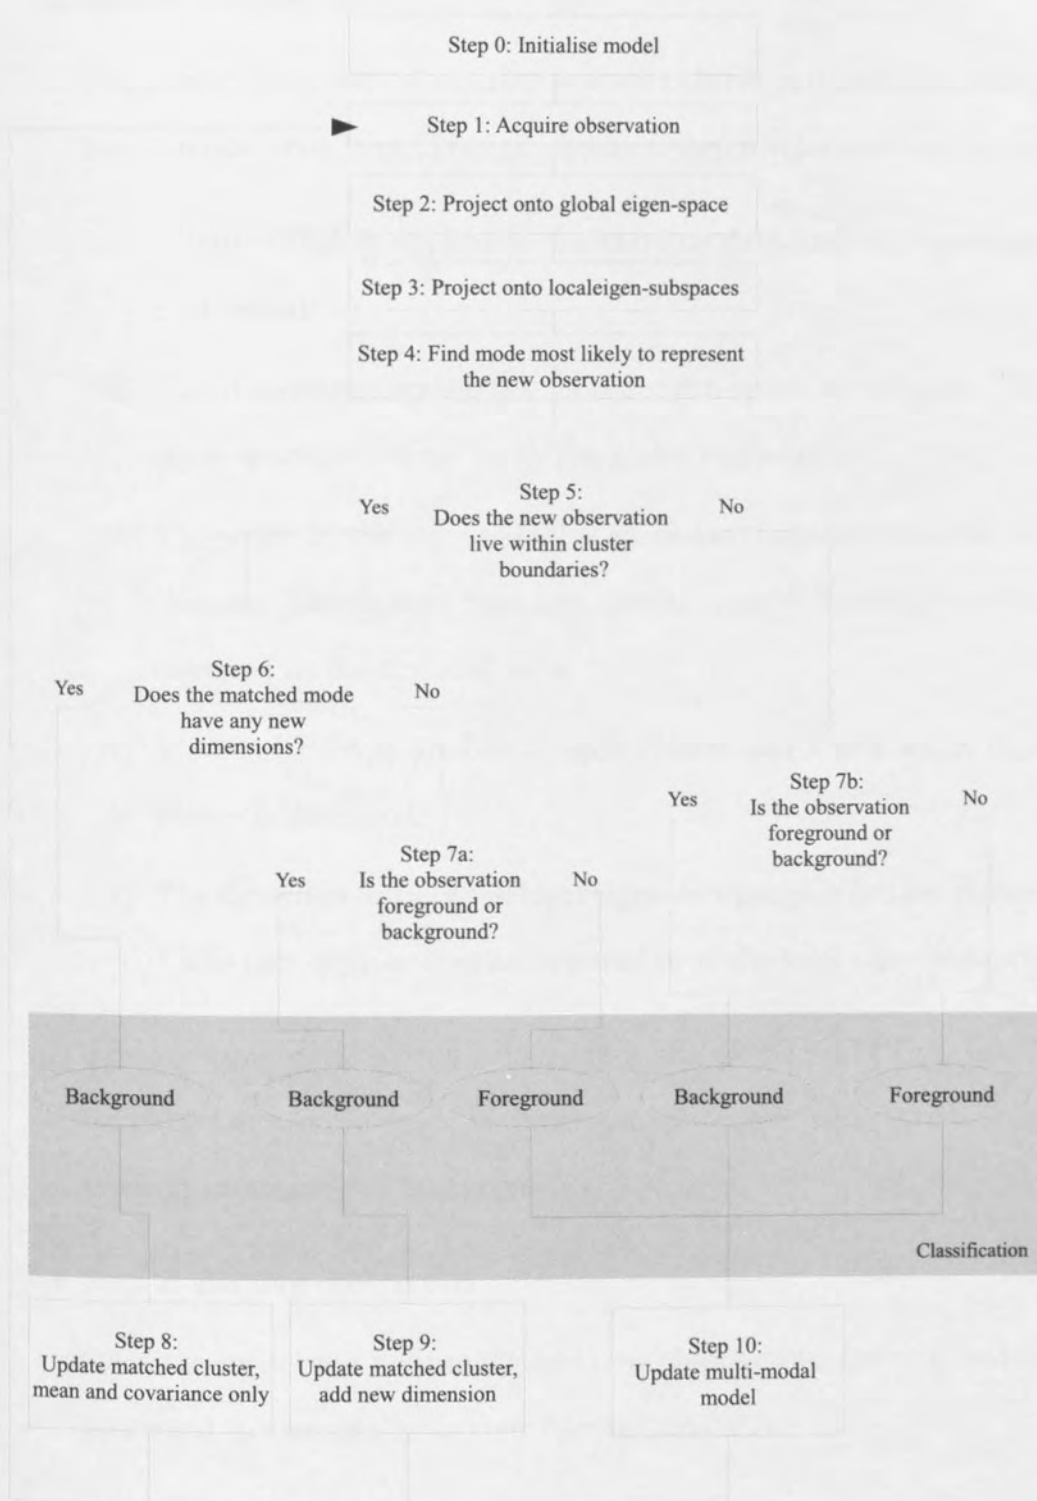 Step 0: Initialise model
Step 1: Acquire observation
Step 2: Project onto global eigen-space
Step 3: Project onto localeigen-subspaces
Step 4: Find mode most likely to represent
the new observation
Yes
Step 5:
Does the new observation
live within cluster
boundaries?
No
Yes
Step 6:
Does the matched mode
have any new
dimensions?
No
Yes
Step 7b:
Is the observation
foreground or
background?
No
Yes
Step 7a:
Is the observation
foreground or
background?
No
Background
Background
Foreground
Background
Foreground
Classification
Step 8:
Update matched cluster,
mean and covariance only
Step 9:
Update matched cluster,
add new dimension
Step 10:
Update multi-modal
model